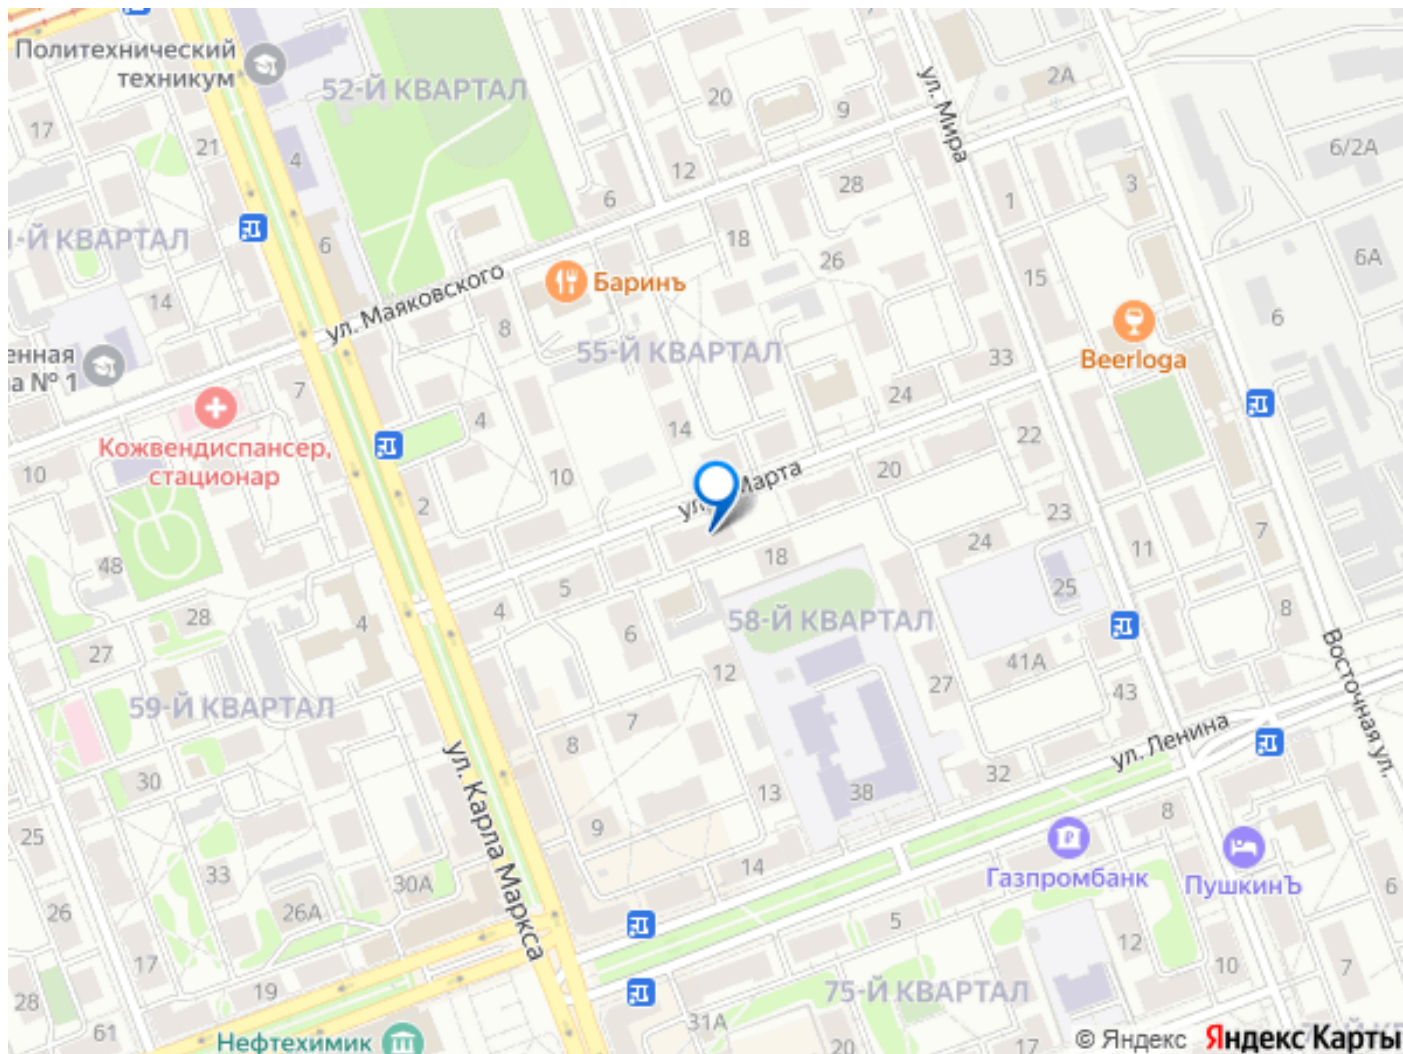 Политехнический
техникум
52-Й КВАРТАЛ
2А
20
9
17
21
4
ул. Мира
6/2А
12
28
3
6
1
-Й КВАРТАЛ
6
18
26
6А
15
14
ул. Маяковского
Баринъ
6
8
55-Й КВАРТАЛ
33
Beerloga
енная
а № 1
7
24
4
14
22
Кожвендиспансер,
стационар
10
10
20
Марта
ул.
2
23
7
24
11
18
48
5
25
28
4
4
6
58-Й КВАРТАЛ
8
27
12
41А
27
43
Восточная ул.
59-Й КВАРТАЛ
7
8
ул. Ленина
30
13
38
32
ул. Карла Маркса
25
9
8
33
30А
14
Газпромбанк
ПушкинЪ
6
26
26А
5
12
17
10
7
28
19
75-Й КВАРТАЛ
61
Нефтехимик
31А
20
17
© Яндекс Яндекс Карты